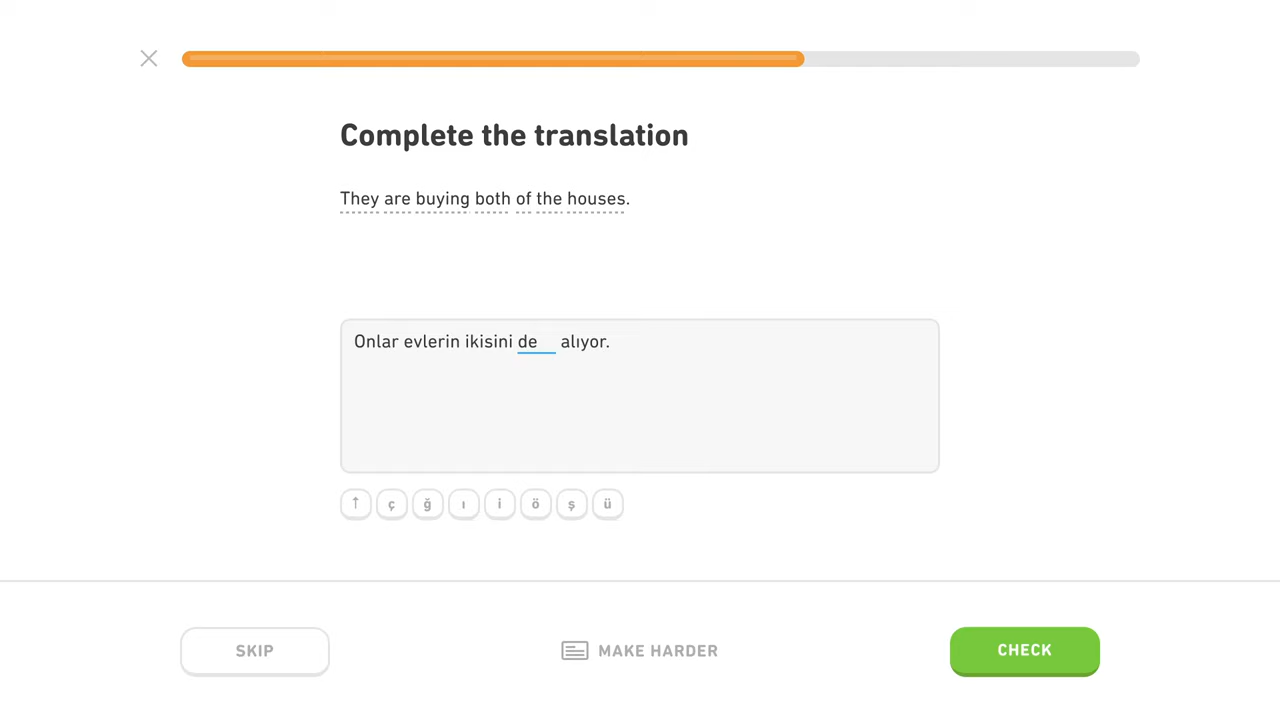 Complete the translation
They are buying both of the houses.
Onlar evlerin ikisini de alıyor.
↑ ç ğ ı i ö ş ü
SKIP
MAKE HARDER
CHECK